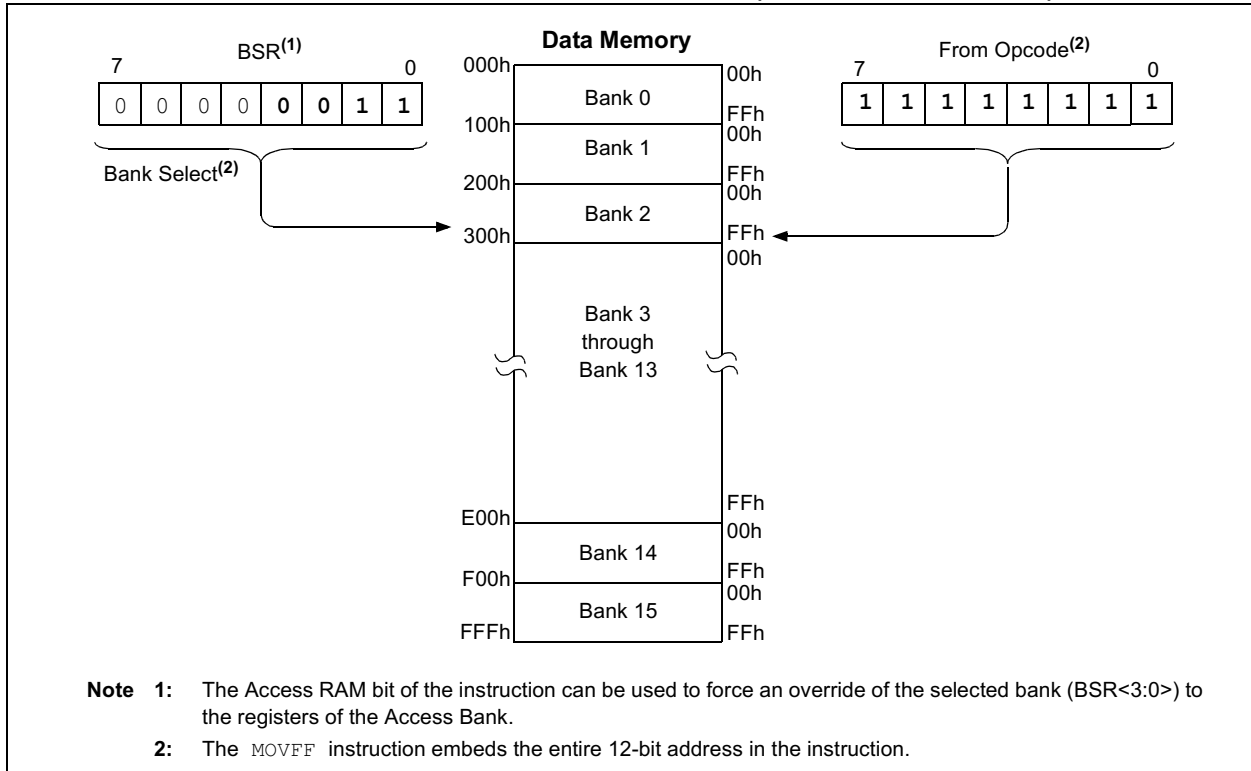 Data Memory
BSR(1)
7 0
0 0 0 0 0 0 1 1
Bank Select(2)
From Opcode(2)
7 0
1 1 1 1 1 1 1 1
000h
Bank 0
00h
FFh
100h
Bank 1
00h
FFh
200h
Bank 2
00h
FFh
300h
Bank 3
through
Bank 13
00h
FFh
E00h
Bank 14
00h
FFh
F00h
Bank 15
00h
FFFh
FFh
Note 1: The Access RAM bit of the instruction can be used to force an override of the selected bank (BSR<3:0>) to
the registers of the Access Bank.
2: The MOVFF instruction embeds the entire 12-bit address in the instruction.